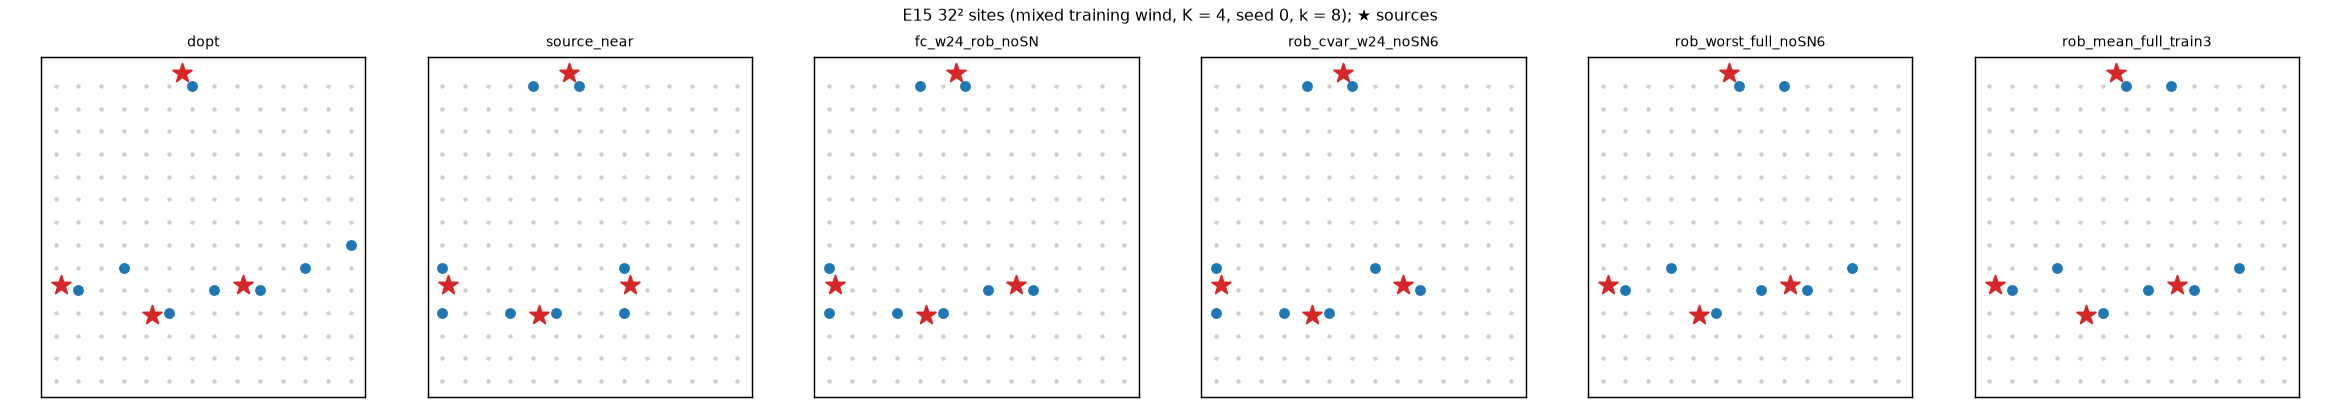 E15 32² sites (mixed training wind, K = 4, seed 0, k = 8); ★ sources
dopt
source_near
fc_w24_rob_noSN
rob_cvar_w24_noSN6
rob_worst_full_noSN6
rob_mean_full_train3